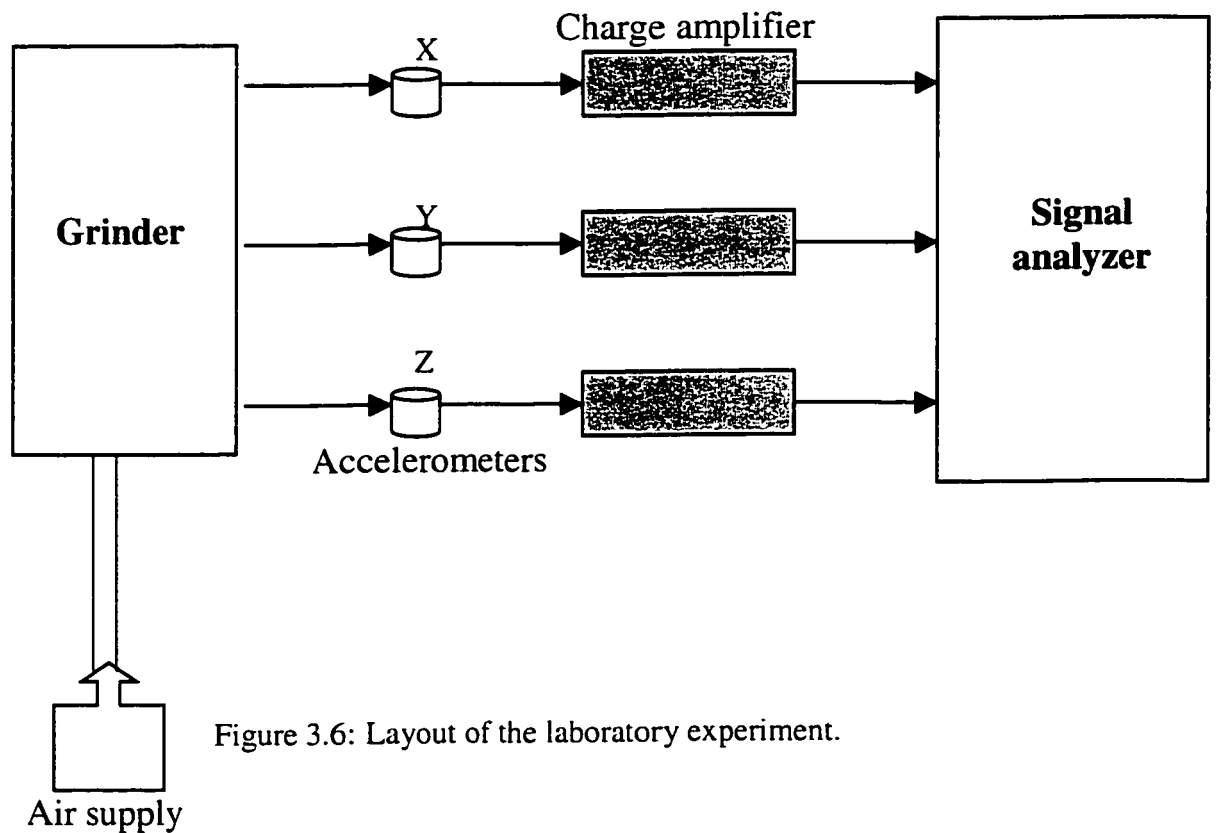 Charge amplifier
X
Grinder
Y
Signal
analyzer
Z
Accelerometers
Figure 3.6: Layout of the laboratory experiment.
Air supply